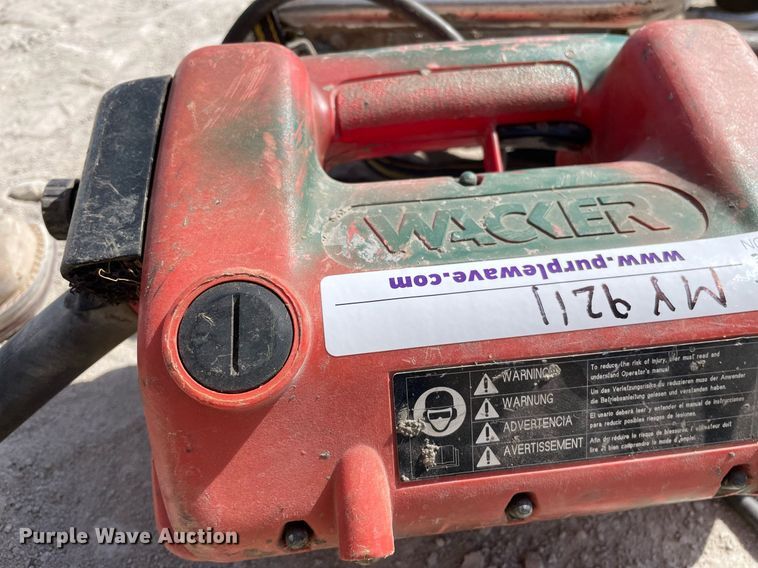 WACKER
www.purplewave.com
MY 9211
WARNING
WARNUNG
ADVERTENCIA
AVERTISSEMENT
To reduce the risk of injury, user must read and
understand Operator's manual
Um das Verletzungsrisiko zu reduzieren muss der Anwender
die Betriebanleitung gelesen und verstanden haben.
El usario deberá leer y entender el manual de instrucciones
para reducir posibles riesgos de lesiones.
Afin de réduire le risque de blessures, l'utilisateur doit
lire et bien comprendre le mode d'emploi.
Purple Wave Auction